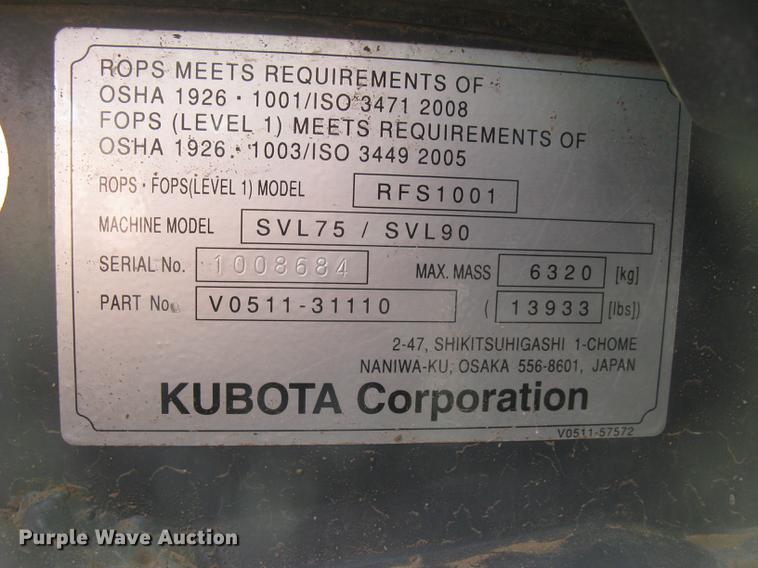 ROPS MEETS REQUIREMENTS OF
OSHA 1926・1001/ISO 3471 2008
FOPS (LEVEL 1) MEETS REQUIREMENTS OF
OSHA 1926・1003/ISO 3449 2005
ROPS・FOPS(LEVEL 1) MODEL RFS1001
MACHINE MODEL SVL75 / SVL90
SERIAL No. 1008684 MAX. MASS 6320 [kg]
PART No. V0511-31110 ( 13933 [lbs])
2-47, SHIKITSUHIGASHI 1-CHOME
NANIWA-KU, OSAKA 556-8601, JAPAN
KUBOTA Corporation
V0511-57572
Purple Wave Auction